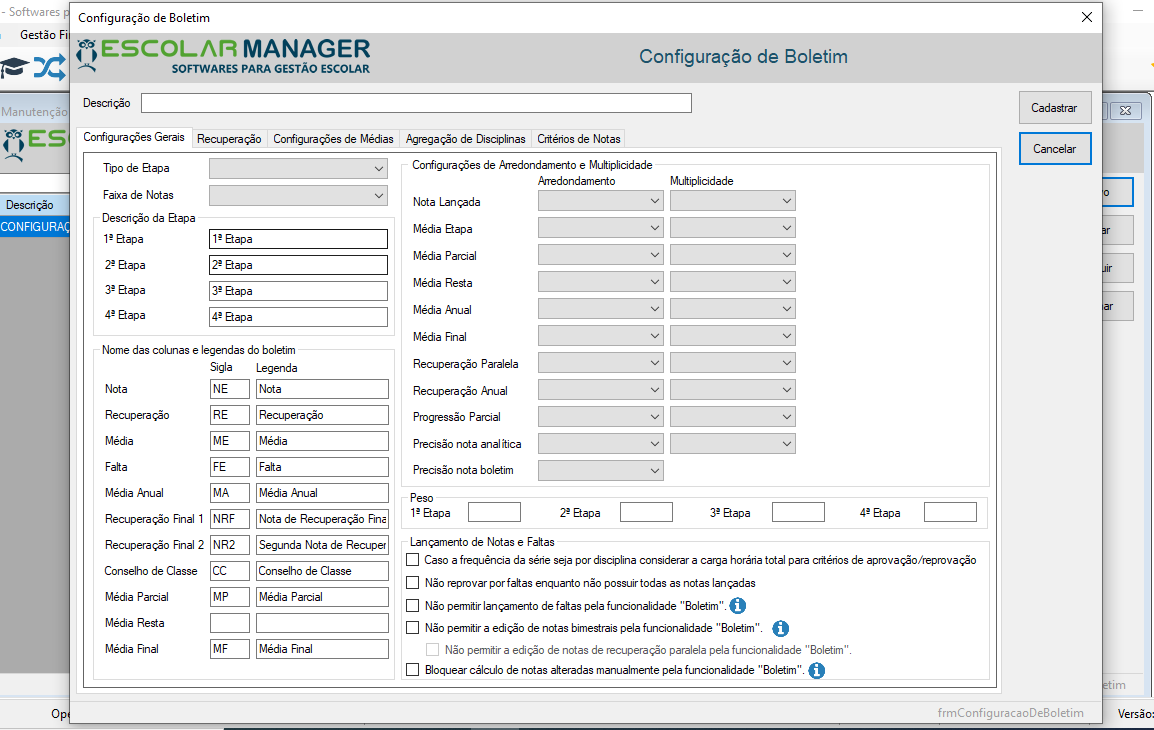 - Softwares p
Configuração de Boletim
Gestão Fi
ESCOLAR MANAGER
SOFTWARES PARA GESTÃO ESCOLAR
Configuração de Boletim
Descrição
Cadastrar
Cancelar
Manutenção
ES
Descrição
CONFIGURAÇ
Configurações Gerais Recuperação Configurações de Médias Agregação de Disciplinas Critérios de Notas
Tipo de Etapa
Faixa de Notas
Descrição da Etapa
1ª Etapa 1ª Etapa
2ª Etapa 2ª Etapa
3ª Etapa 3ª Etapa
4ª Etapa 4ª Etapa
Nome das colunas e legendas do boletim
Sigla Legenda
Nota NE Nota
Recuperação RE Recuperação
Média ME Média
Falta FE Falta
Média Anual MA Média Anual
Recuperação Final 1 NRF Nota de Recuperação Fina
Recuperação Final 2 NR2 Segunda Nota de Recuper
Conselho de Classe CC Conselho de Classe
Média Parcial MP Média Parcial
Média Resta
Média Final MF Média Final
Configurações de Arredondamento e Multiplicidade
Arredondamento Multiplicidade
Nota Lançada
Média Etapa
Média Parcial
Média Resta
Média Anual
Média Final
Recuperação Paralela
Recuperação Anual
Progressão Parcial
Precisão nota analítica
Precisão nota boletim
Peso
1ª Etapa 2ª Etapa 3ª Etapa 4ª Etapa
Lançamento de Notas e Faltas
Caso a frequência da série seja por disciplina considerar a carga horária total para critérios de aprovação/reprovação
Não reprovar por faltas enquanto não possuir todas as notas lançadas
Não permitir lançamento de faltas pela funcionalidade "Boletim".
Não permitir a edição de notas bimestrais pela funcionalidade "Boletim".
Não permitir a edição de notas de recuperação paralela pela funcionalidade "Boletim".
Bloquear cálculo de notas alteradas manualmente pela funcionalidade "Boletim".
vo
ar
uir
ar
etim
frmConfiguracaoDeBoletim
Ope
Versão: